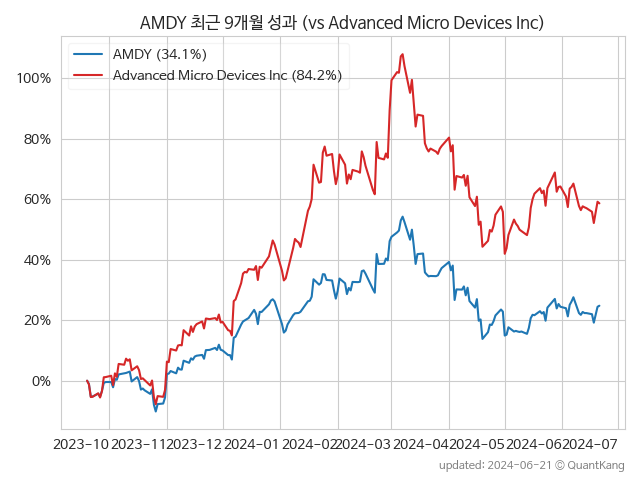 AMDY 최근 9개월 성과 (vs Advanced Micro Devices Inc)
AMDY (34.1%)
Advanced Micro Devices Inc (84.2%)
100%
80%
60%
40%
20%
0%
2023-10 2023-11 2023-12 2024-01 2024-02 2024-03 2024-04 2024-05 2024-06 2024-07
updated: 2024-06-21 © QuantKang